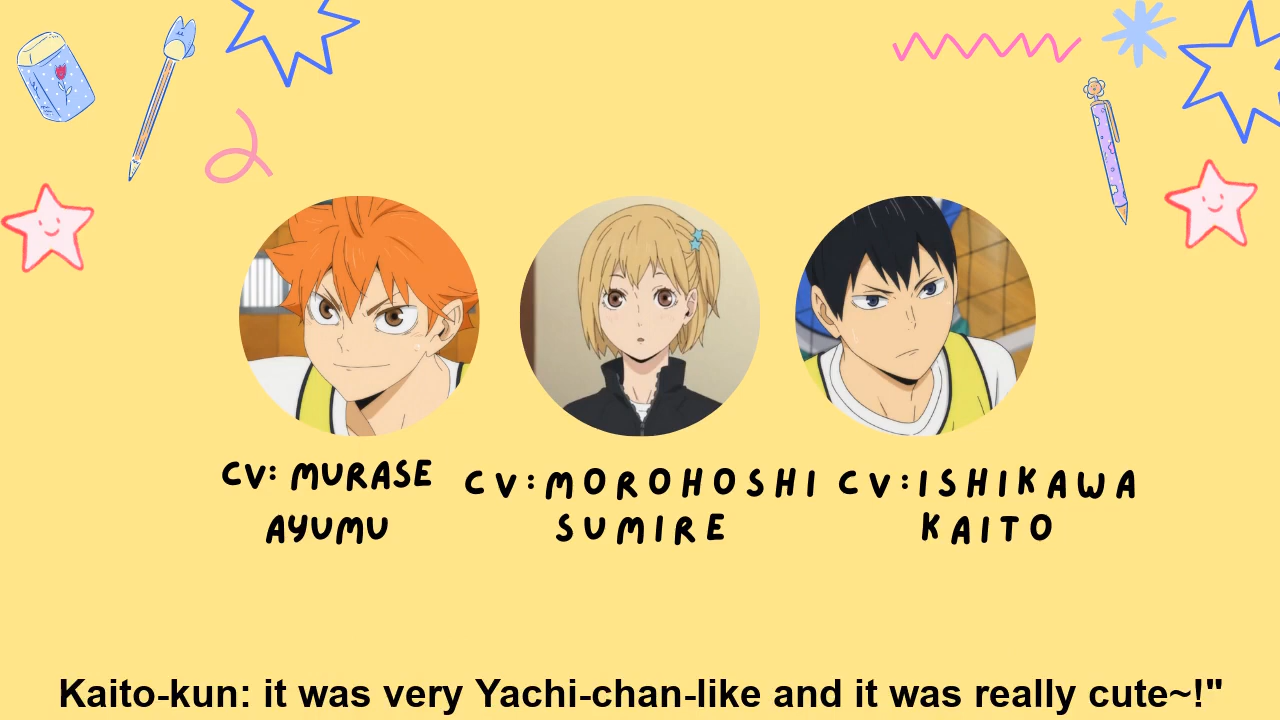 CV: MURASE
AYUMU
CV:MOROHOSHI
SUMIRE
CV:ISHIKAWA
KAITO
Kaito-kun: it was very Yachi-chan-like and it was really cute~!"